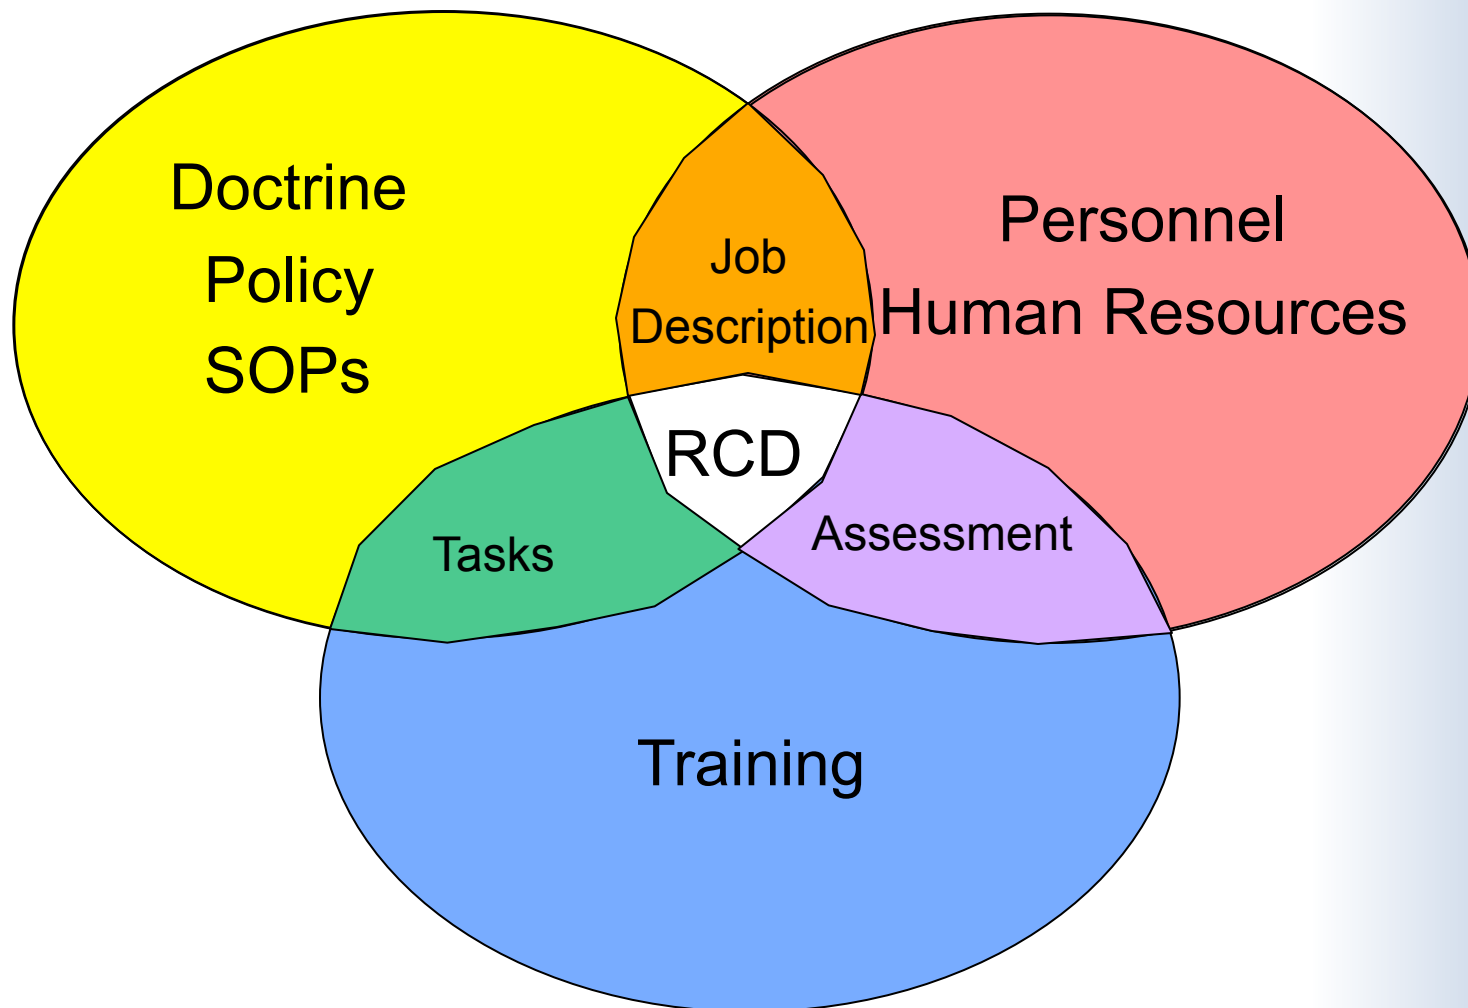 Doctrine
Policy
SOPs
Job
Description
Personnel
Human Resources
RCD
Tasks
Assessment
Training